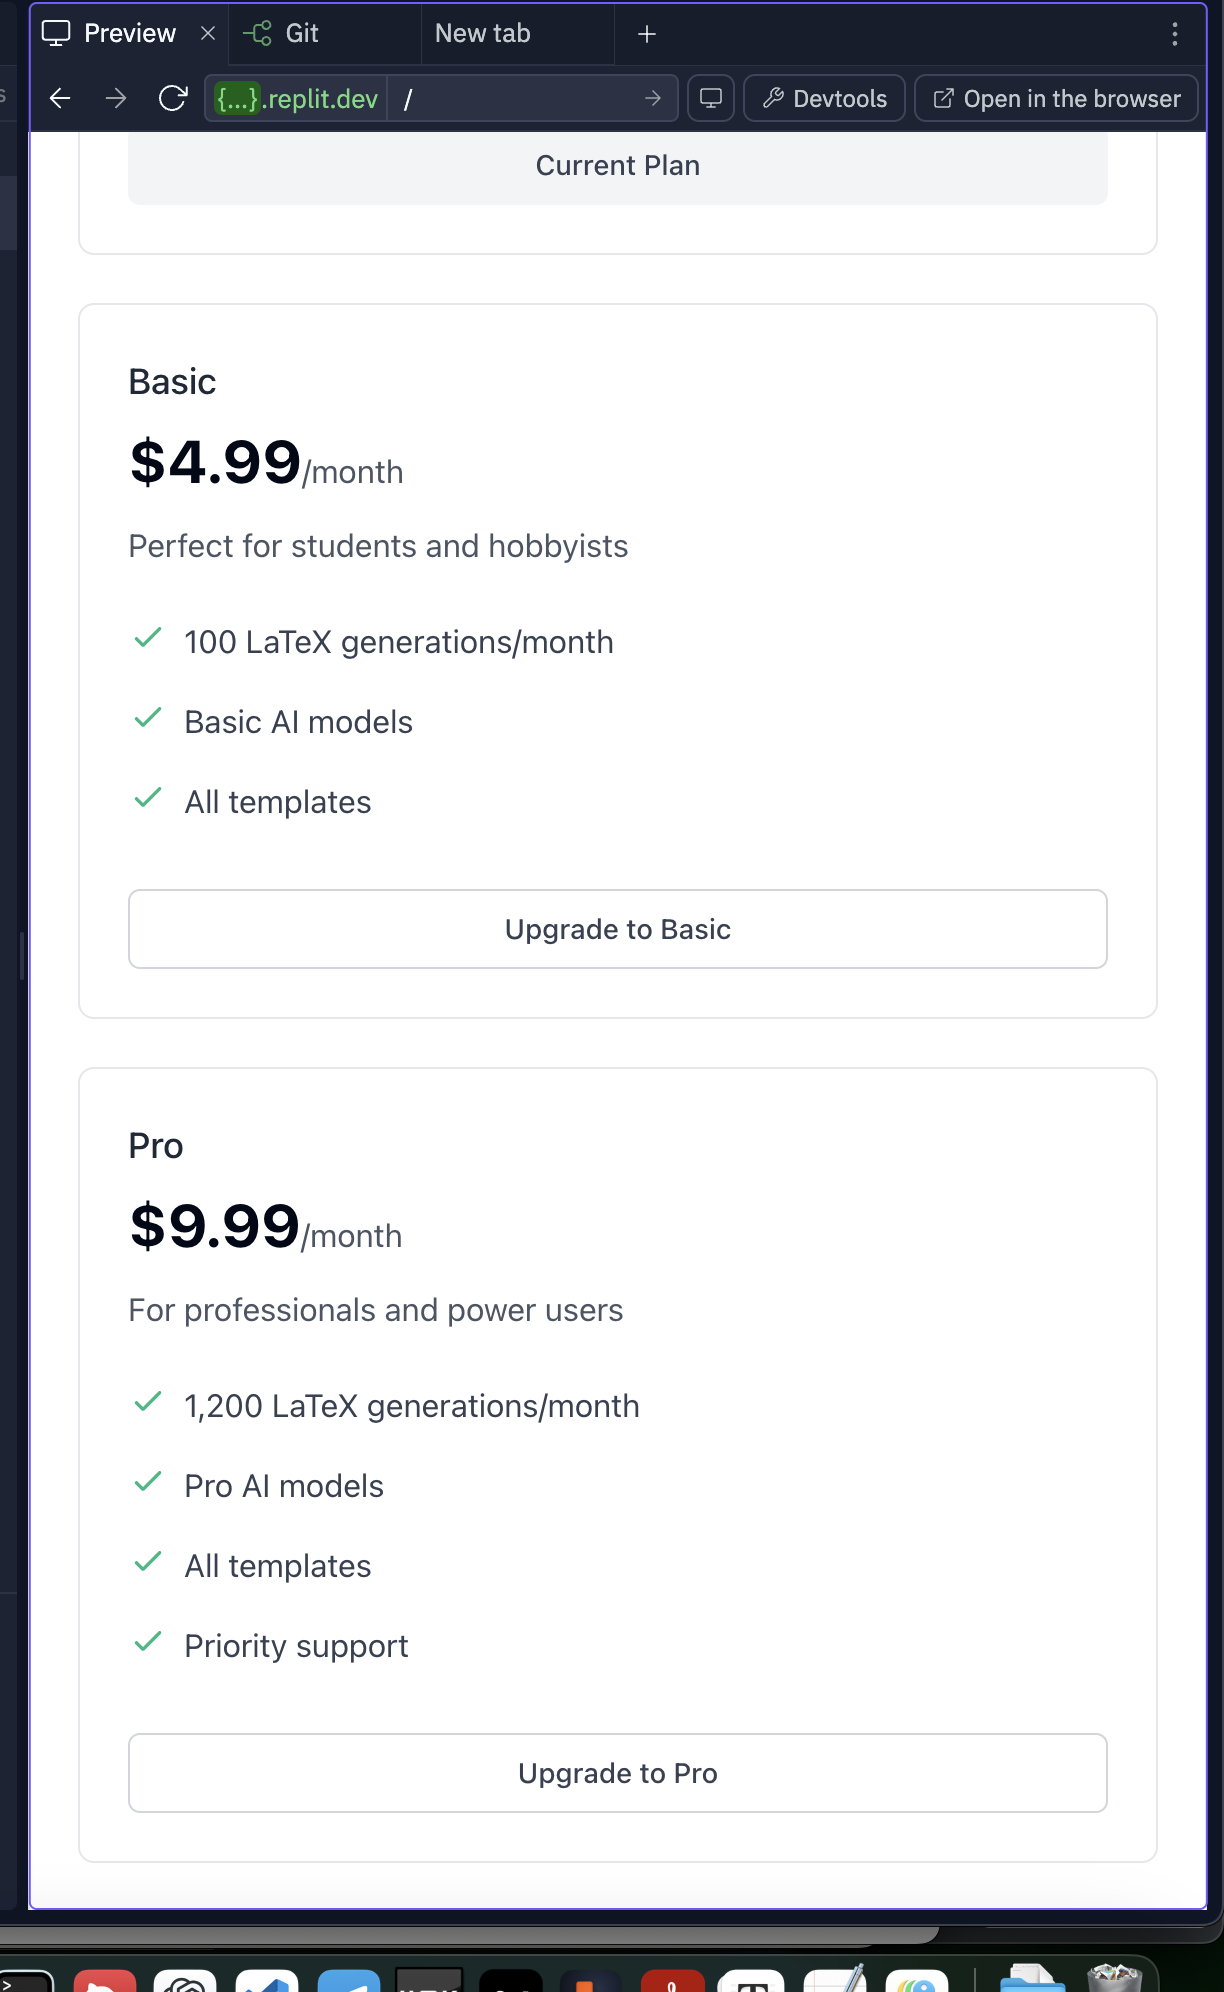 Preview
Git
New tab
{...}.replit.dev /
Devtools
Open in the browser
Current Plan
Basic
$4.99/month
Perfect for students and hobbyists
100 LaTeX generations/month
Basic AI models
All templates
Upgrade to Basic
Pro
$9.99/month
For professionals and power users
1,200 LaTeX generations/month
Pro AI models
All templates
Priority support
Upgrade to Pro